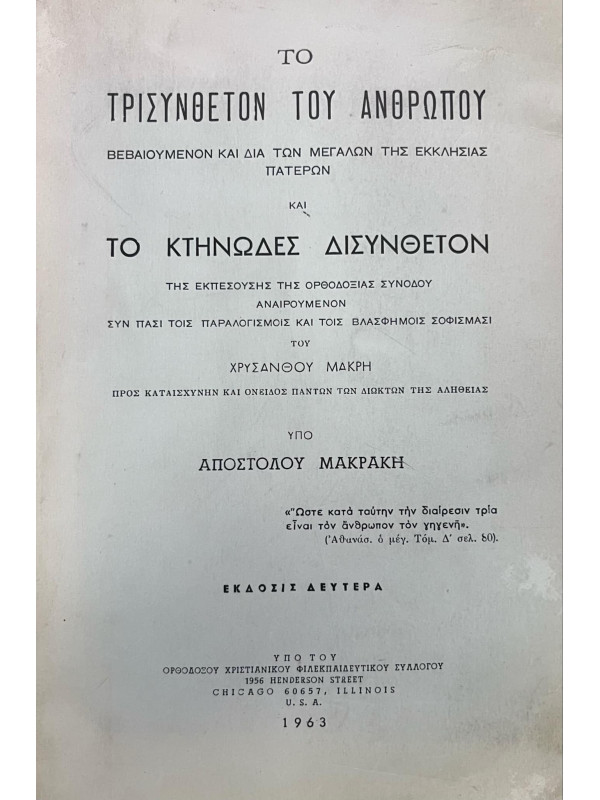 ΤΟ
ΤΡΙΣΥΝΘΕΤΟΝ ΤΟΥ ΑΝΘΡΩΠΟΥ
ΒΕΒΑΙΟΥΜΕΝΟΝ ΚΑΙ ΔΙΑ ΤΩΝ ΜΕΓΑΛΩΝ ΤΗΣ ΕΚΚΛΗΣΙΑΣ
ΠΑΤΕΡΩΝ
ΚΑΙ
ΤΟ ΚΤΗΝΩΔΕΣ ΔΙΣΥΝΘΕΤΟΝ
ΤΗΣ ΕΚΠΕΣΟΥΣΗΣ ΤΗΣ ΟΡΘΟΔΟΞΙΑΣ ΣΥΝΟΔΟΥ
ΑΝΑΙΡΟΥΜΕΝΟΝ
ΣΥΝ ΠΑΣΙ ΤΟΙΣ ΠΑΡΑΛΟΓΙΣΜΟΙΣ ΚΑΙ ΤΟΙΣ ΒΛΑΣΦΗΜΟΙΣ ΣΟΦΙΣΜΑΣΙ
ΤΟΥ
ΧΡΥΣΑΝΘΟΥ ΜΑΚΡΗ
ΠΡΟΣ ΚΑΤΑΙΣΧΥΝΗΝ ΚΑΙ ΟΝΕΙΔΟΣ ΠΑΝΤΩΝ ΤΩΝ ΔΙΩΚΤΩΝ ΤΗΣ ΑΛΗΘΕΙΑΣ
ΥΠΟ
ΑΠΟΣΤΟΛΟΥ ΜΑΚΡΑΚΗ
«Ὥστε κατὰ ταύτην τὴν διαίρεσιν τρία
εἶναι τὸν ἄνθρωπον τὸν γηγενῆ».
(Ἀθανάσ. ὁ μέγ. Τόμ. Δ' σελ. 80).
ΕΚΔΟΣΙΣ ΔΕΥΤΕΡΑ
ΥΠΟ ΤΟΥ
ΟΡΘΟΔΟΞΟΥ ΧΡΙΣΤΙΑΝΙΚΟΥ ΦΙΛΕΚΠΑΙΔΕΥΤΙΚΟΥ ΣΥΛΛΟΓΟΥ
1956 HENDERSON STREET
CHICAGO 60657, ILLINOIS
U. S. A.
1963